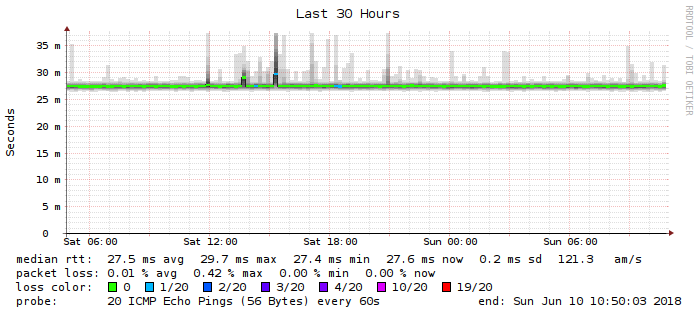 Last 30 Hours
RRDTOOL / TOBI OETIKER
Seconds
35 m
30 m
25 m
20 m
15 m
10 m
5 m
0
Sat 06:00 Sat 12:00 Sat 18:00 Sun 00:00 Sun 06:00
median rtt: 27.5 ms avg 29.7 ms max 27.4 ms min 27.6 ms now 0.2 ms sd 121.3 am/s
packet loss: 0.01 % avg 0.42 % max 0.00 % min 0.00 % now
loss color: 0 1/20 2/20 3/20 4/20 10/20 19/20
probe: 20 ICMP Echo Pings (56 Bytes) every 60s end: Sun Jun 10 10:50:03 2018